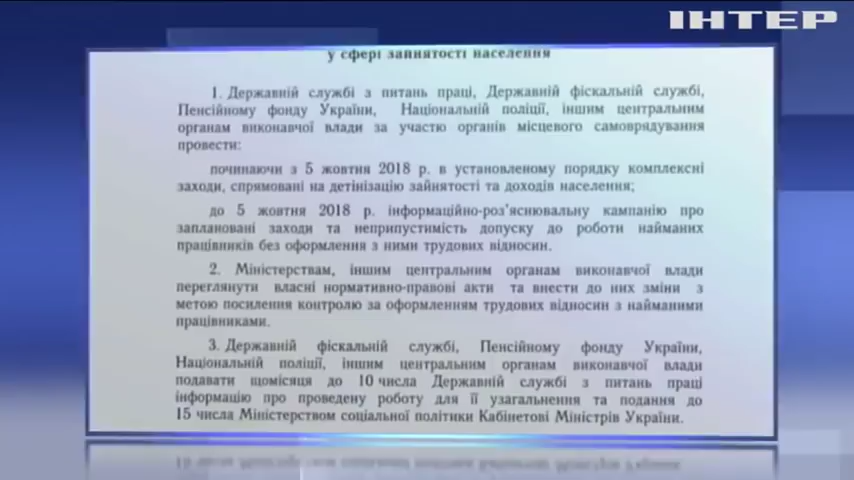 ІНТЕР
у сфері зайнятості населення
1. Державній службі з питань праці, Державній фіскальній службі,
Пенсійному фонду України, Національній поліції, іншим центральним
органам виконавчої влади за участю органів місцевого самоврядування
провести:
починаючи з 5 жовтня 2018 р. в установленому порядку комплексні
заходи, спрямовані на детінізацію зайнятості та доходів населення;
до 5 жовтня 2018 р. інформаційно-роз'яснювальну кампанію про
заплановані заходи та неприпустимість допуску до роботи найманих
працівників без оформлення з ними трудових відносин.
2. Міністерствам, іншим центральним органам виконавчої влади
переглянути власні нормативно-правові акти та внести до них зміни з
метою посилення контролю за оформленням трудових відносин з найманими
працівниками.
3. Державній фіскальній службі, Пенсійному фонду України,
Національній поліції, іншим центральним органам виконавчої влади
подавати щомісяця до 10 числа Державній службі з питань праці
інформацію про проведену роботу для її узагальнення та подання до
15 числа Міністерством соціальної політики Кабінетові Міністрів України.